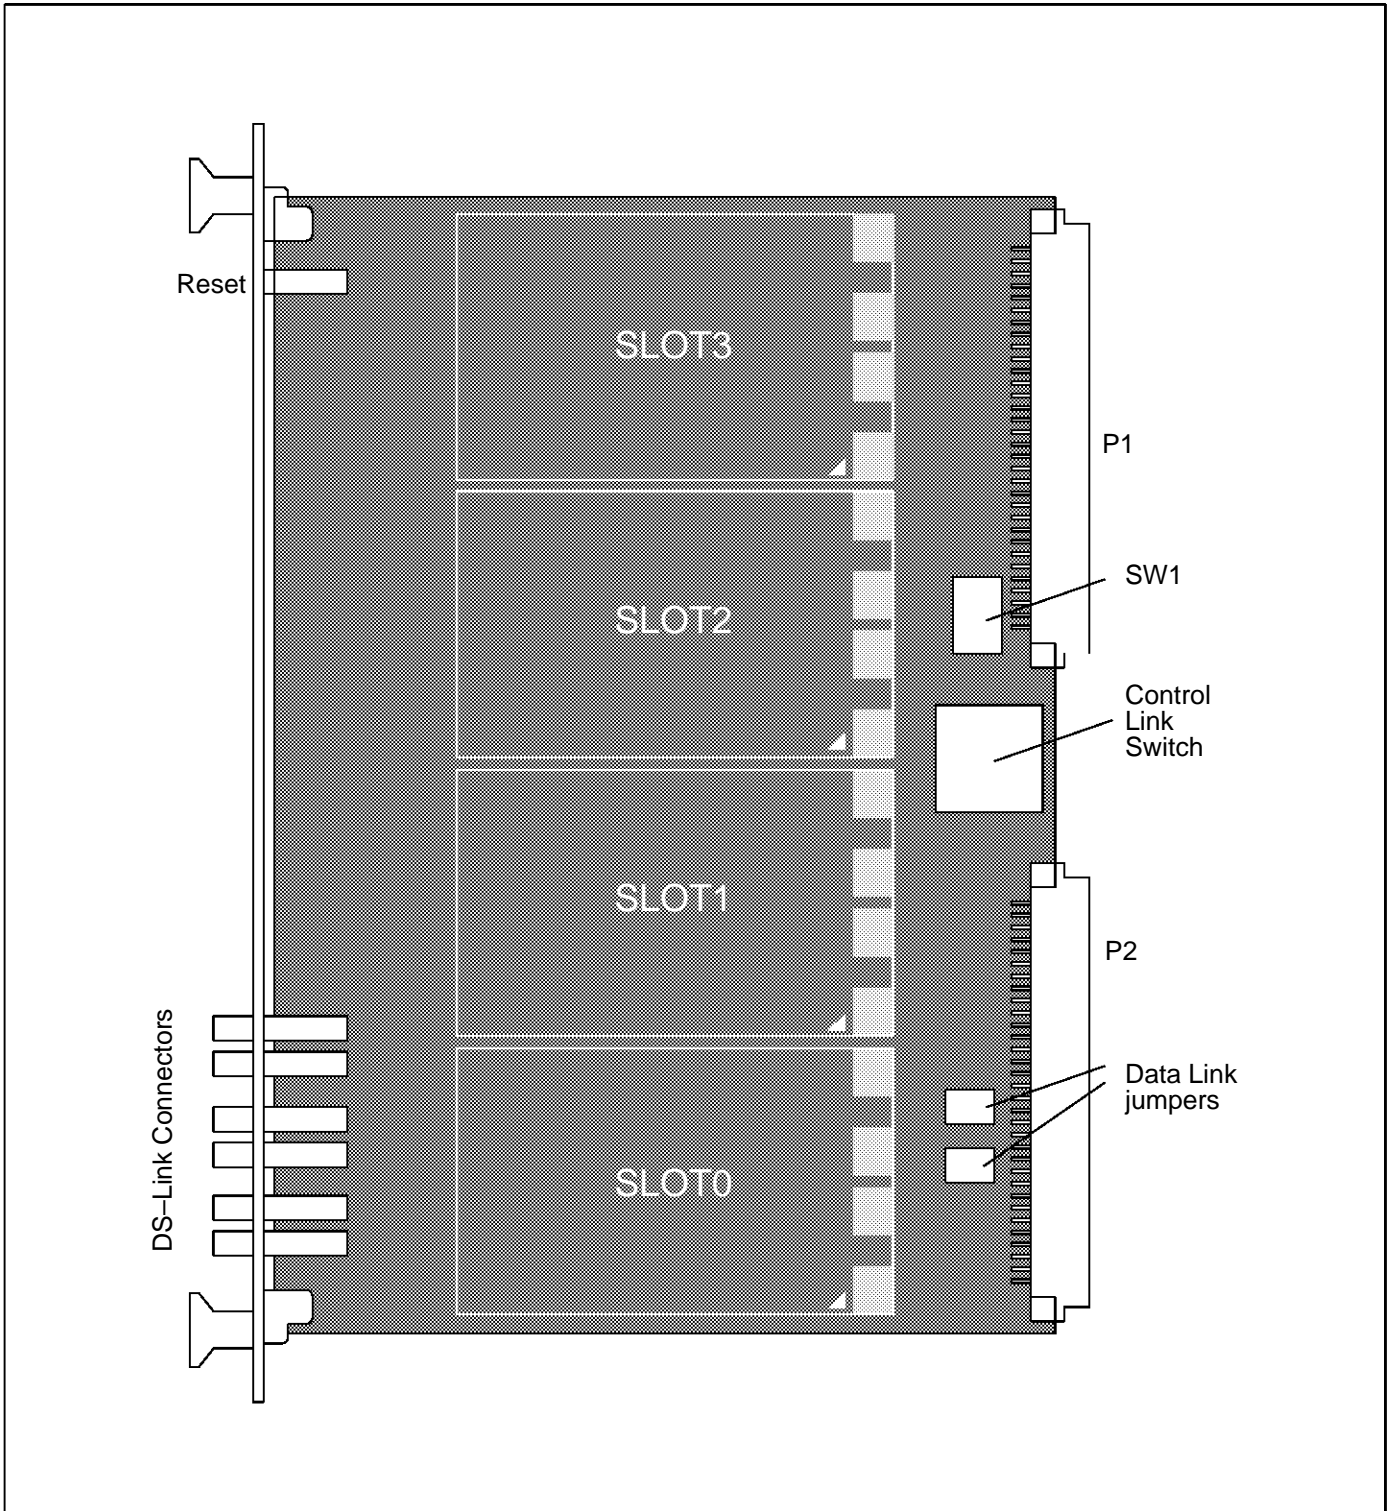 Reset
SLOT3
P1
SW1
SLOT2
Control
Link
Switch
SLOT1
P2
DS–Link Connectors
Data Link
jumpers
SLOT0